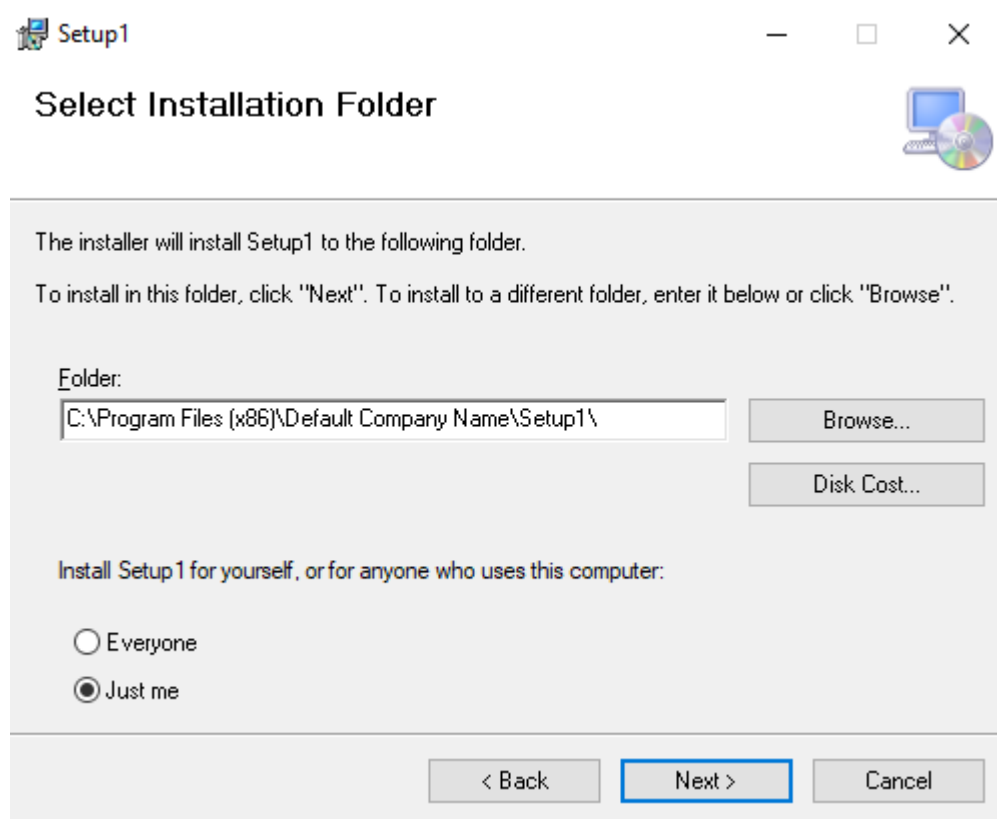 Setup1
Select Installation Folder
The installer will install Setup1 to the following folder.
To install in this folder, click "Next". To install to a different folder, enter it below or click "Browse".
Folder:
C:\Program Files (x86)\Default Company Name\Setup1\
Browse...
Disk Cost...
Install Setup1 for yourself, or for anyone who uses this computer:
Everyone
Just me
< Back
Next >
Cancel